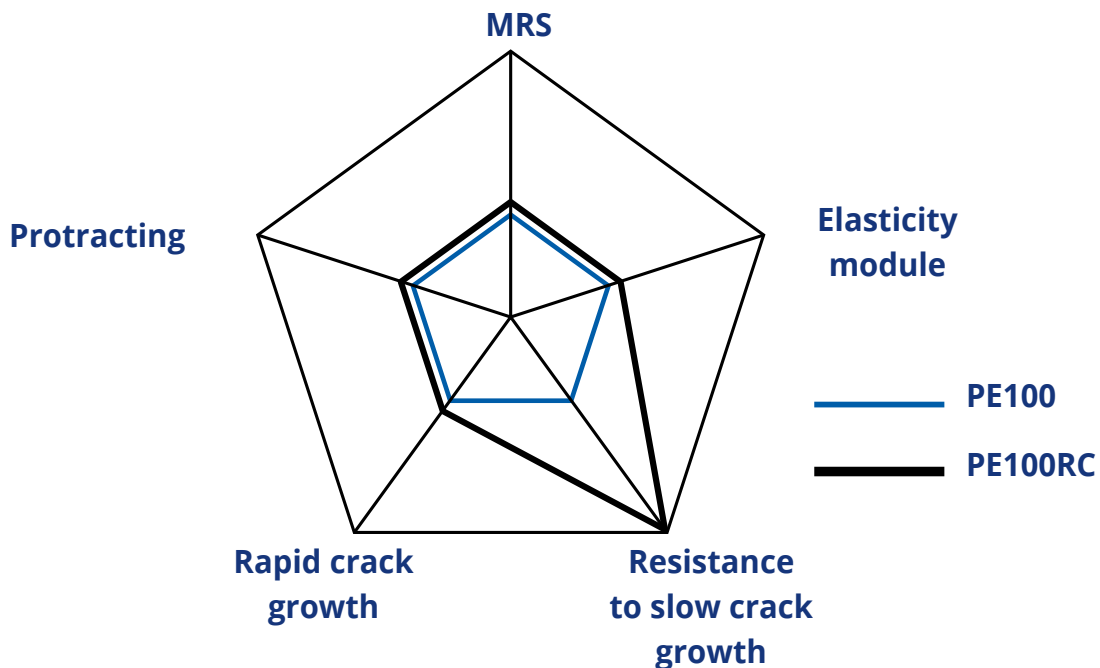 MRS
Elasticity
module
Protracting
PE100
PE100RC
Rapid crack
growth
Resistance
to slow crack
growth